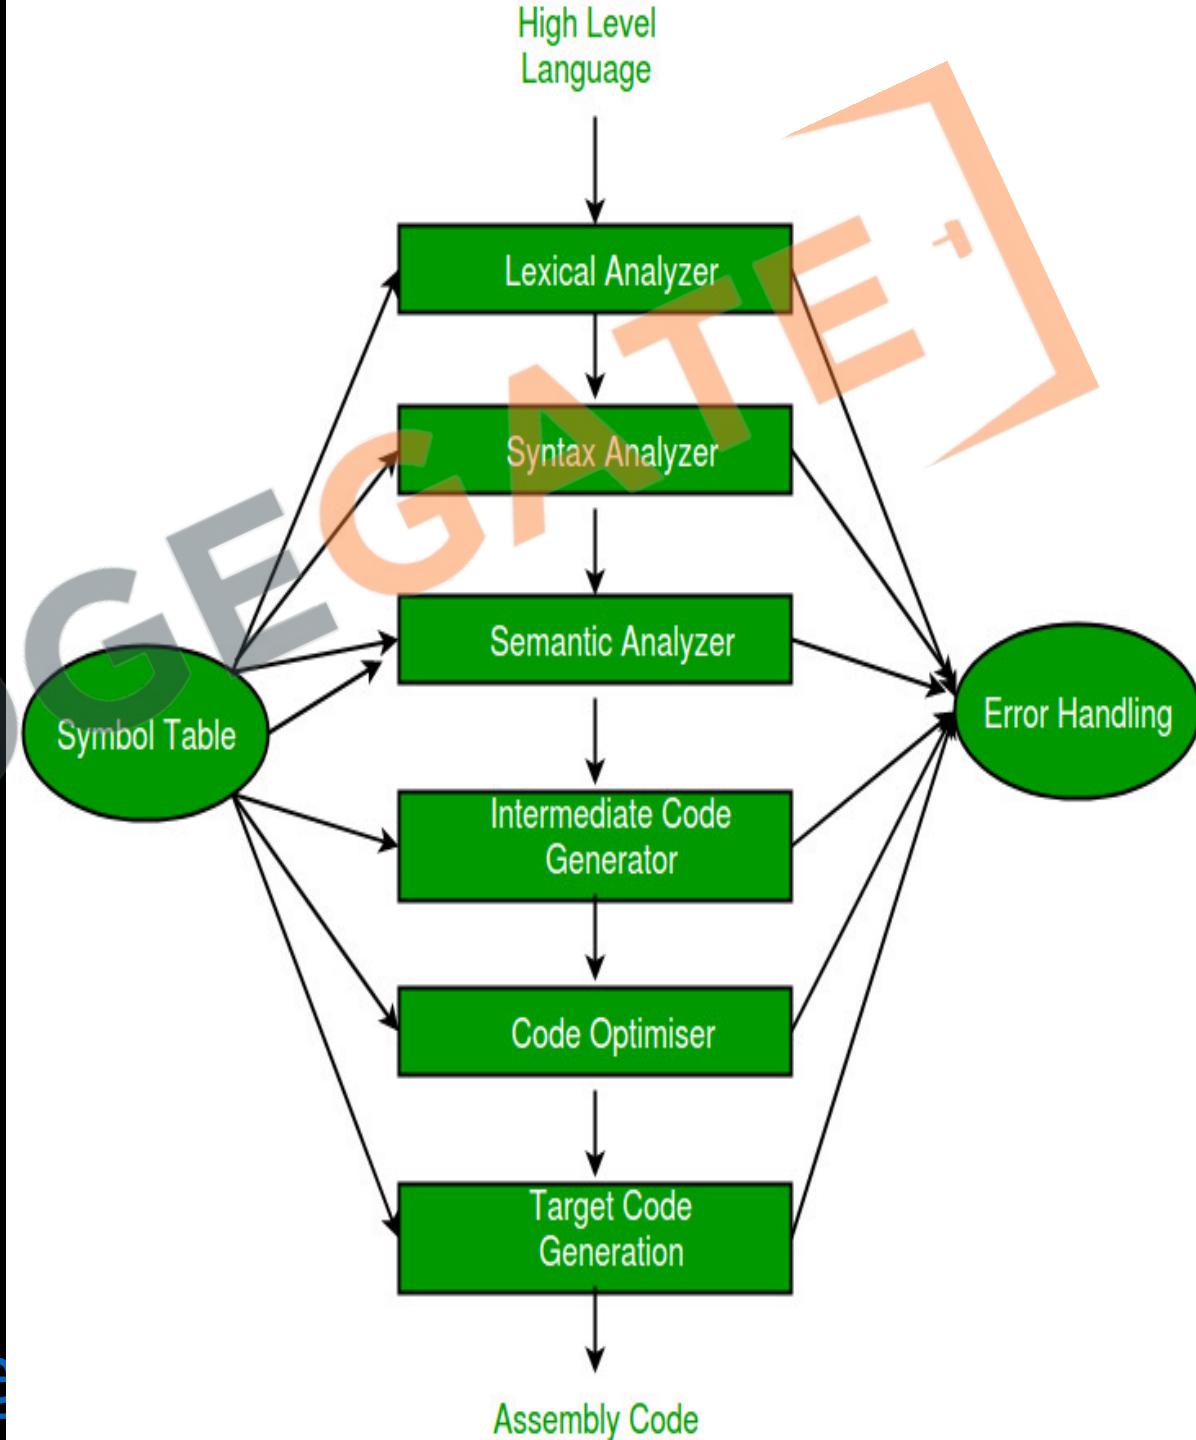 High Level
Language
Lexical Analyzer
Syntax Analyzer
Semantic Analyzer
Symbol Table
Error Handling
Intermediate Code
Generator
Code Optimiser
Target Code
Generation
Assembly Code
GEGATE